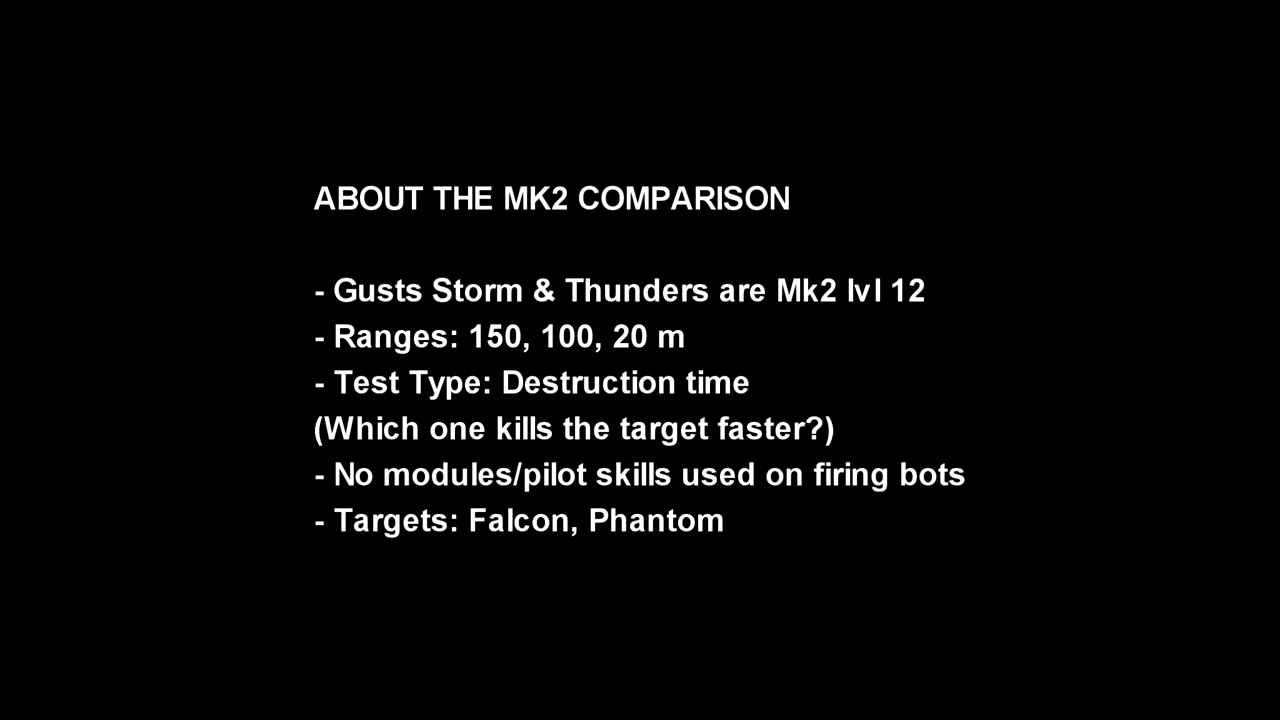 ABOUT THE MK2 COMPARISON
- Gusts Storm & Thunders are Mk2 lvl 12
- Ranges: 150, 100, 20 m
- Test Type: Destruction time
(Which one kills the target faster?)
- No modules/pilot skills used on firing bots
- Targets: Falcon, Phantom